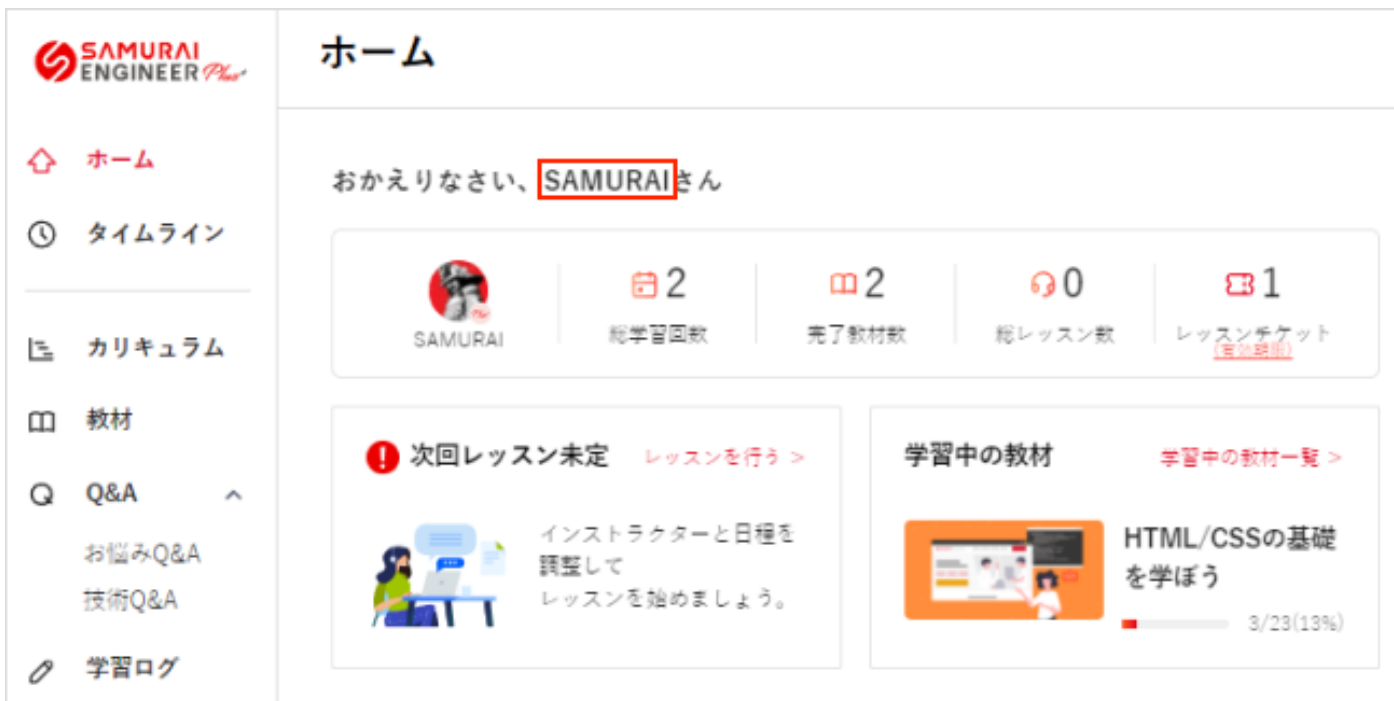 SAMURAI
ENGINEER Plus+
ホーム
タイムライン
カリキュラム
教材
Q&A
お悩みQ&A
技術Q&A
学習ログ
ホーム
おかえりなさい、SAMURAIさん
SAMURAI
2
総学習回数
2
完了教材数
0
総レッスン数
1
レッスンチケット
(有効期限)
次回レッスン未定
レッスンを行う >
インストラクターと日程を
調整して
レッスンを始めましょう。
学習中の教材
学習中の教材一覧 >
HTML/CSSの基礎
を学ぼう
3/23(13%)